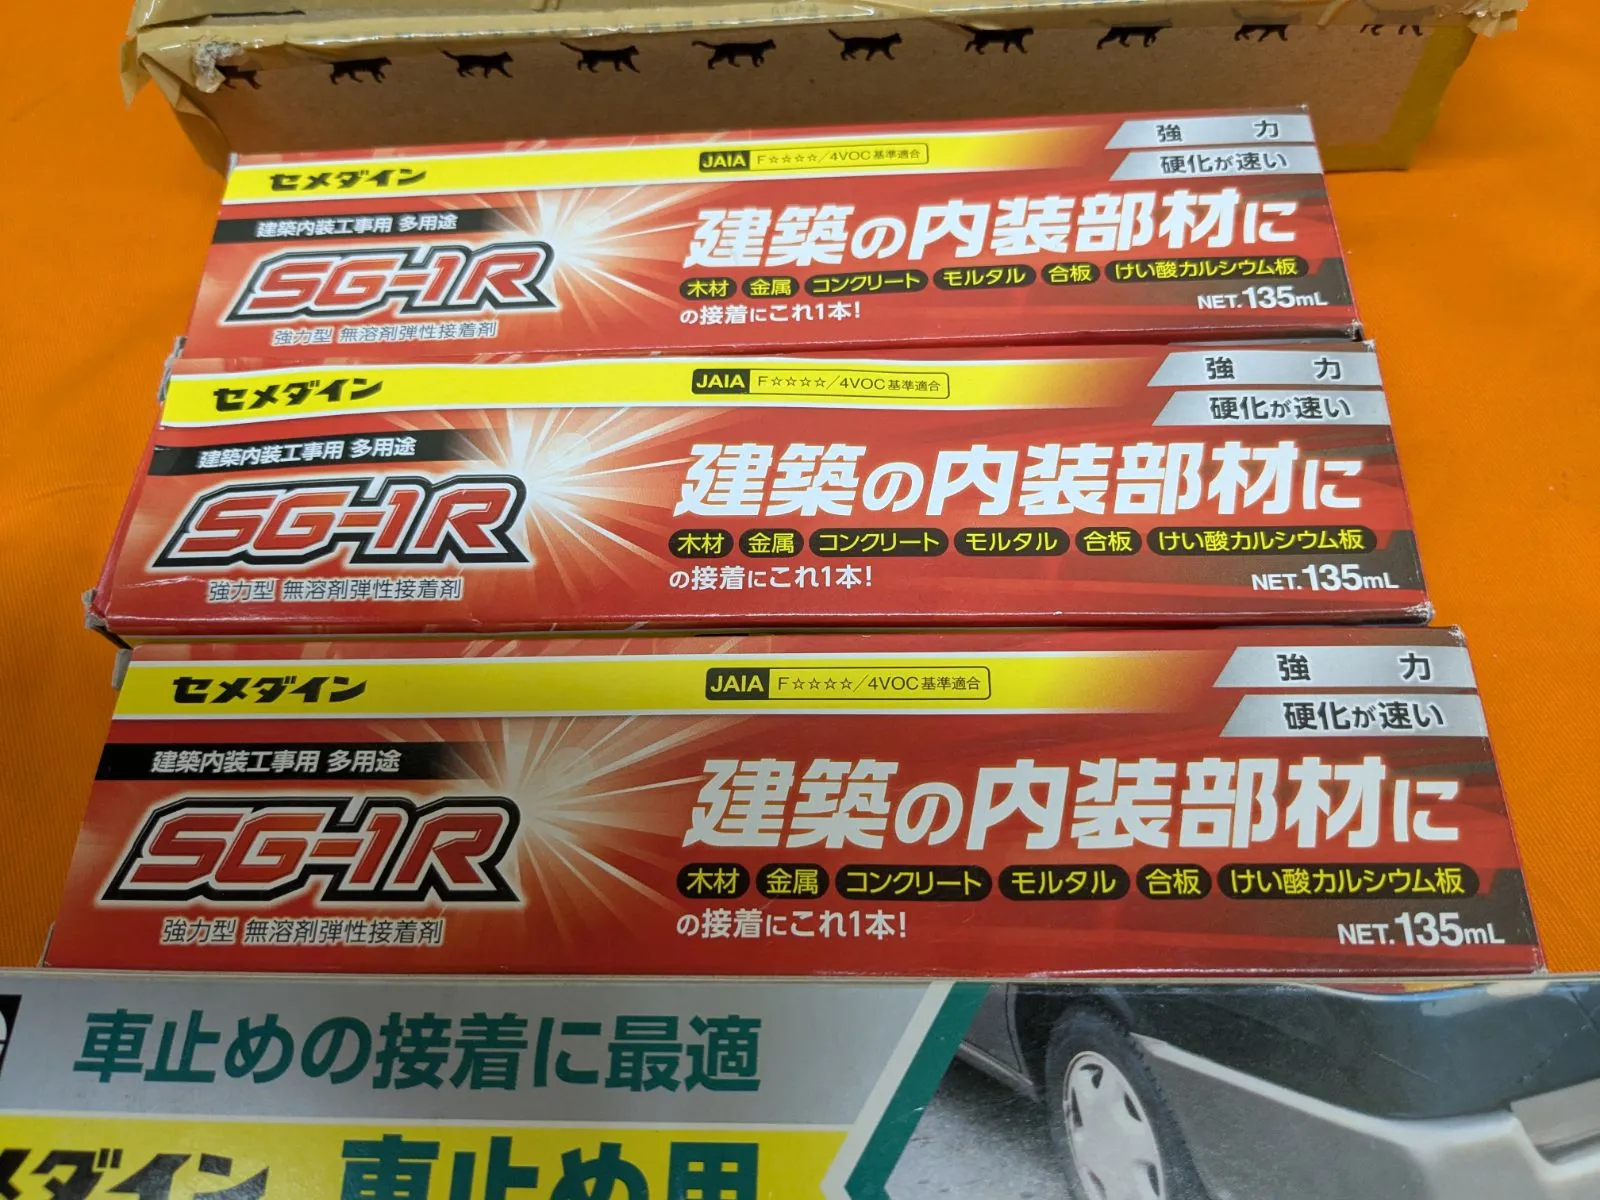 セメダイン
JAIA F☆☆☆☆/4VOC基準適合
強力
硬化が速い
建築内装工事用 多用途
SG-1R
強力型 無溶剤弾性接着剤
建築の内装部材に
木材 金属 コンクリート モルタル 合板 けい酸カルシウム板
の接着にこれ1本!
NET.135mL
セメダイン
JAIA F☆☆☆☆/4VOC基準適合
強力
硬化が速い
建築内装工事用 多用途
SG-1R
強力型 無溶剤弾性接着剤
建築の内装部材に
木材 金属 コンクリート モルタル 合板 けい酸カルシウム板
の接着にこれ1本!
NET.135mL
セメダイン
JAIA F☆☆☆☆/4VOC基準適合
強力
硬化が速い
建築内装工事用 多用途
SG-1R
強力型 無溶剤弾性接着剤
建築の内装部材に
木材 金属 コンクリート モルタル 合板 けい酸カルシウム板
の接着にこれ1本!
NET.135mL
車止めの接着に最適
メダイン 車止め用